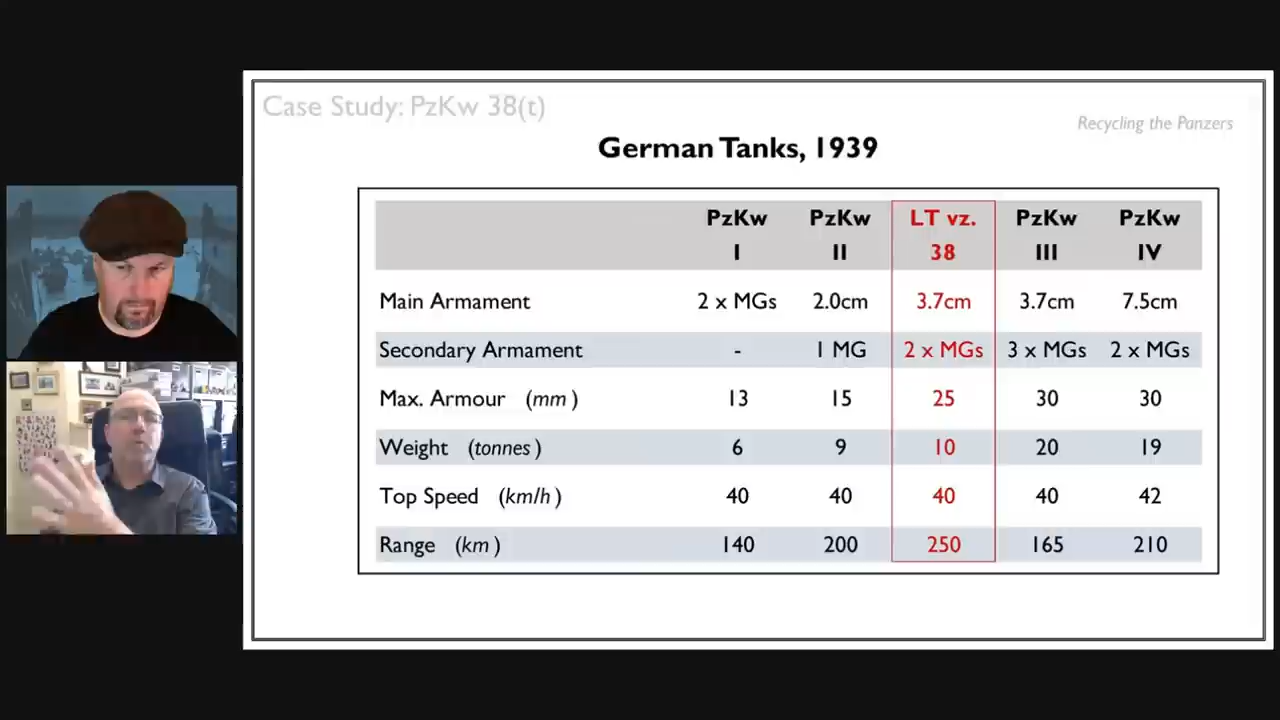 Case Study: PzKw 38(t)
Recycling the Panzers
German Tanks, 1939
PzKw I PzKw II LT vz. 38 PzKw III PzKw IV
Main Armament 2 x MGs 2.0cm 3.7cm 3.7cm 7.5cm
Secondary Armament - 1 MG 2 x MGs 3 x MGs 2 x MGs
Max. Armour (mm) 13 15 25 30 30
Weight (tonnes) 6 9 10 20 19
Top Speed (km/h) 40 40 40 40 42
Range (km) 140 200 250 165 210